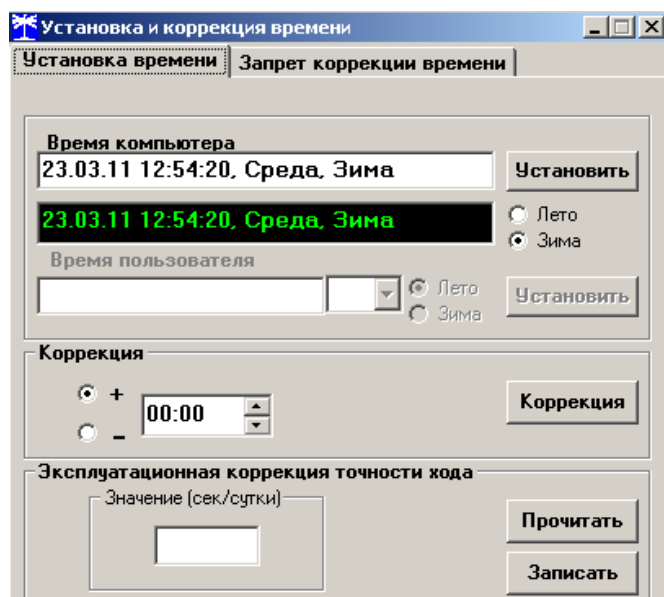 Установка и коррекция времени
Установка времени
Запрет коррекции времени
Время компьютера
23.03.11 12:54:20, Среда, Зима
Установить
23.03.11 12:54:20, Среда, Зима
Лето
Зима
Время пользователя
Лето
Зима
Установить
Коррекция
+
00:00
–
Коррекция
Эксплуатационная коррекция точности хода
Значение (сек/сутки)
Прочитать
Записать